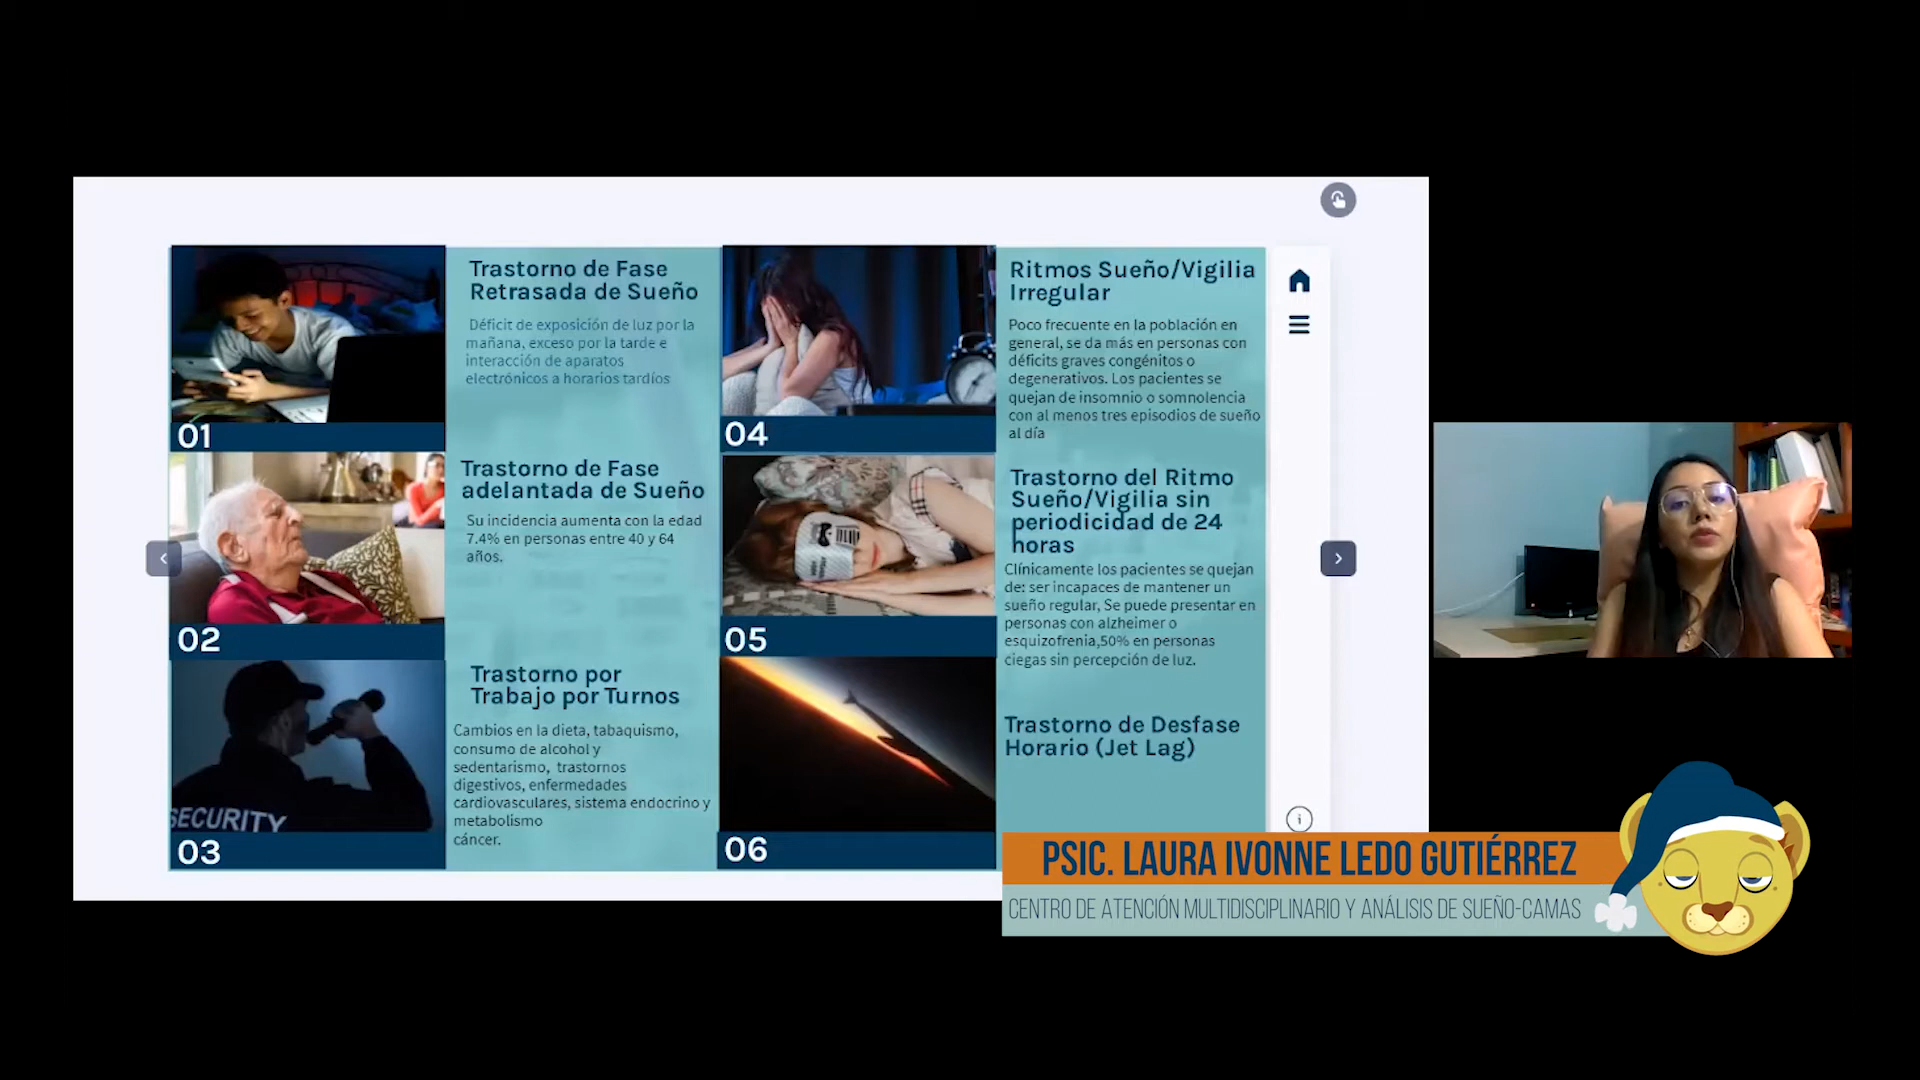 Trastorno de Fase
Retrasada de Sueño
Déficit de exposición de luz por la
mañana, exceso por la tarde e
interacción de aparatos
electrónicos a horarios tardíos
01
Trastorno de Fase
adelantada de Sueño
Su incidencia aumenta con la edad
7.4% en personas entre 40 y 64
años.
02
Trastorno por
Trabajo por Turnos
Cambios en la dieta, tabaquismo,
consumo de alcohol y
sedentarismo, trastornos
digestivos, enfermedades
cardiovasculares, sistema endocrino y
metabolismo
cáncer.
SECURITY
03
Ritmos Sueño/Vigilia
Irregular
Poco frecuente en la población en
general, se da más en personas con
déficits graves congénitos o
degenerativos. Los pacientes se
quejan de insomnio o somnolencia
con al menos tres episodios de sueño
al día
04
Trastorno del Ritmo
Sueño/Vigilia sin
periodicidad de 24
horas
Clínicamente los pacientes se quejan
de: ser incapaces de mantener un
sueño regular, Se puede presentar en
personas con alzheimer o
esquizofrenia,50% en personas
ciegas sin percepción de luz.
05
Trastorno de Desfase
Horario (Jet Lag)
06
PSIC. LAURA IVONNE LEDO GUTIÉRREZ
CENTRO DE ATENCIÓN MULTIDISCIPLINARIO Y ANÁLISIS DE SUEÑO-CAMAS